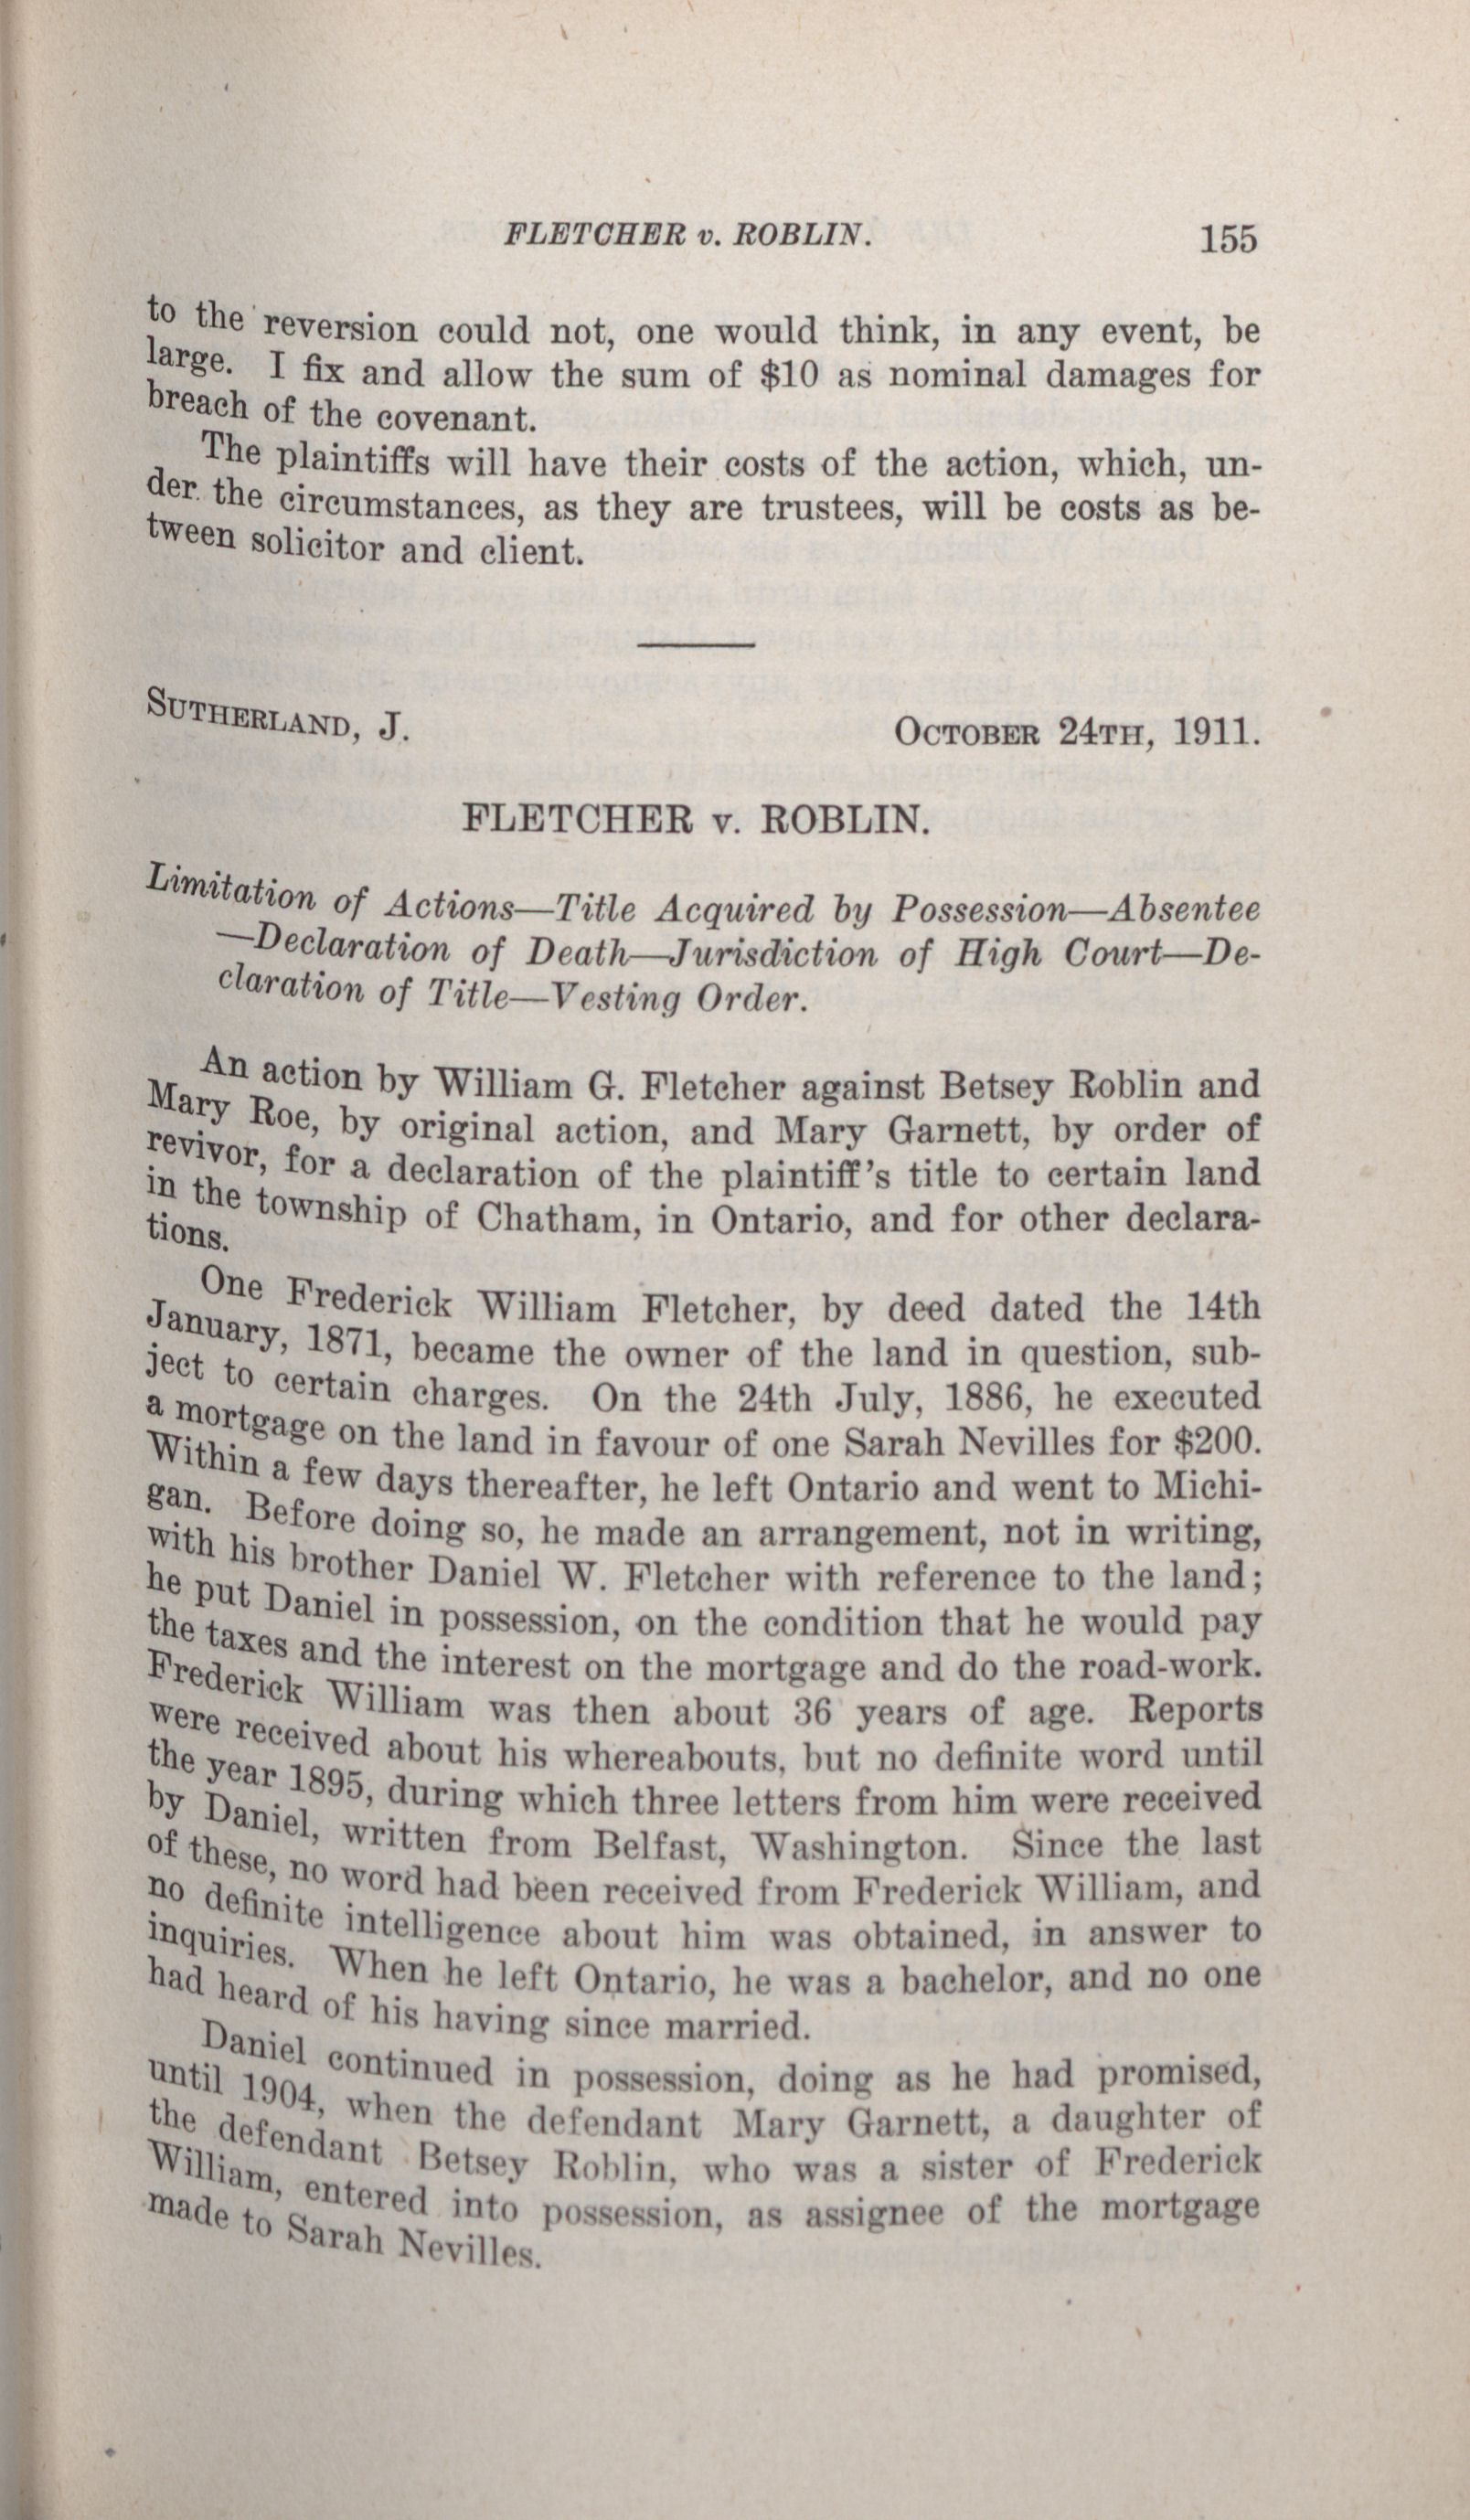 FLETCHER v. ROBLIN. 155
to the reversion could not, one would think, in any event, be
large. I fix and allow the sum of $10 as nominal damages for
breach of the covenant.
The plaintiffs will have their costs of the action, which, un-
der the circumstances, as they are trustees, will be costs as be-
tween solicitor and client.
SUTHERLAND, J. OCTOBER 24TH, 1911.
FLETCHER v. ROBLIN.
Limitation of Actions—Title Acquired by Possession—Absentee
—Declaration of Death—Jurisdiction of High Court—De-
claration of Title—Vesting Order.
An action by William G. Fletcher against Betsey Roblin and
Mary Roe, by original action, and Mary Garnett, by order of
revivor, for a declaration of the plaintiff's title to certain land
in the township of Chatham, in Ontario, and for other declara-
tions.
One Frederick William Fletcher, by deed dated the 14th
January, 1871, became the owner of the land in question, sub-
ject to certain charges. On the 24th July, 1886, he executed
a mortgage on the land in favour of one Sarah Nevilles for $200.
Within a few days thereafter, he left Ontario and went to Michi-
gan. Before doing so, he made an arrangement, not in writing,
with his brother Daniel W. Fletcher with reference to the land;
he put Daniel in possession, on the condition that he would pay
the taxes and the interest on the mortgage and do the road-work.
Frederick William was then about 36 years of age. Reports
were received about his whereabouts, but no definite word until
the year 1895, during which three letters from him were received
by Daniel, written from Belfast, Washington. Since the last
of these, no word had been received from Frederick William, and
no definite intelligence about him was obtained, in answer to
inquiries. When he left Ontario, he was a bachelor, and no one
had heard of his having since married.
Daniel continued in possession, doing as he had promised,
until 1904, when the defendant Mary Garnett, a daughter of
the defendant Betsey Roblin, who was a sister of Frederick
William, entered into possession, as assignee of the mortgage
made to Sarah Nevilles.